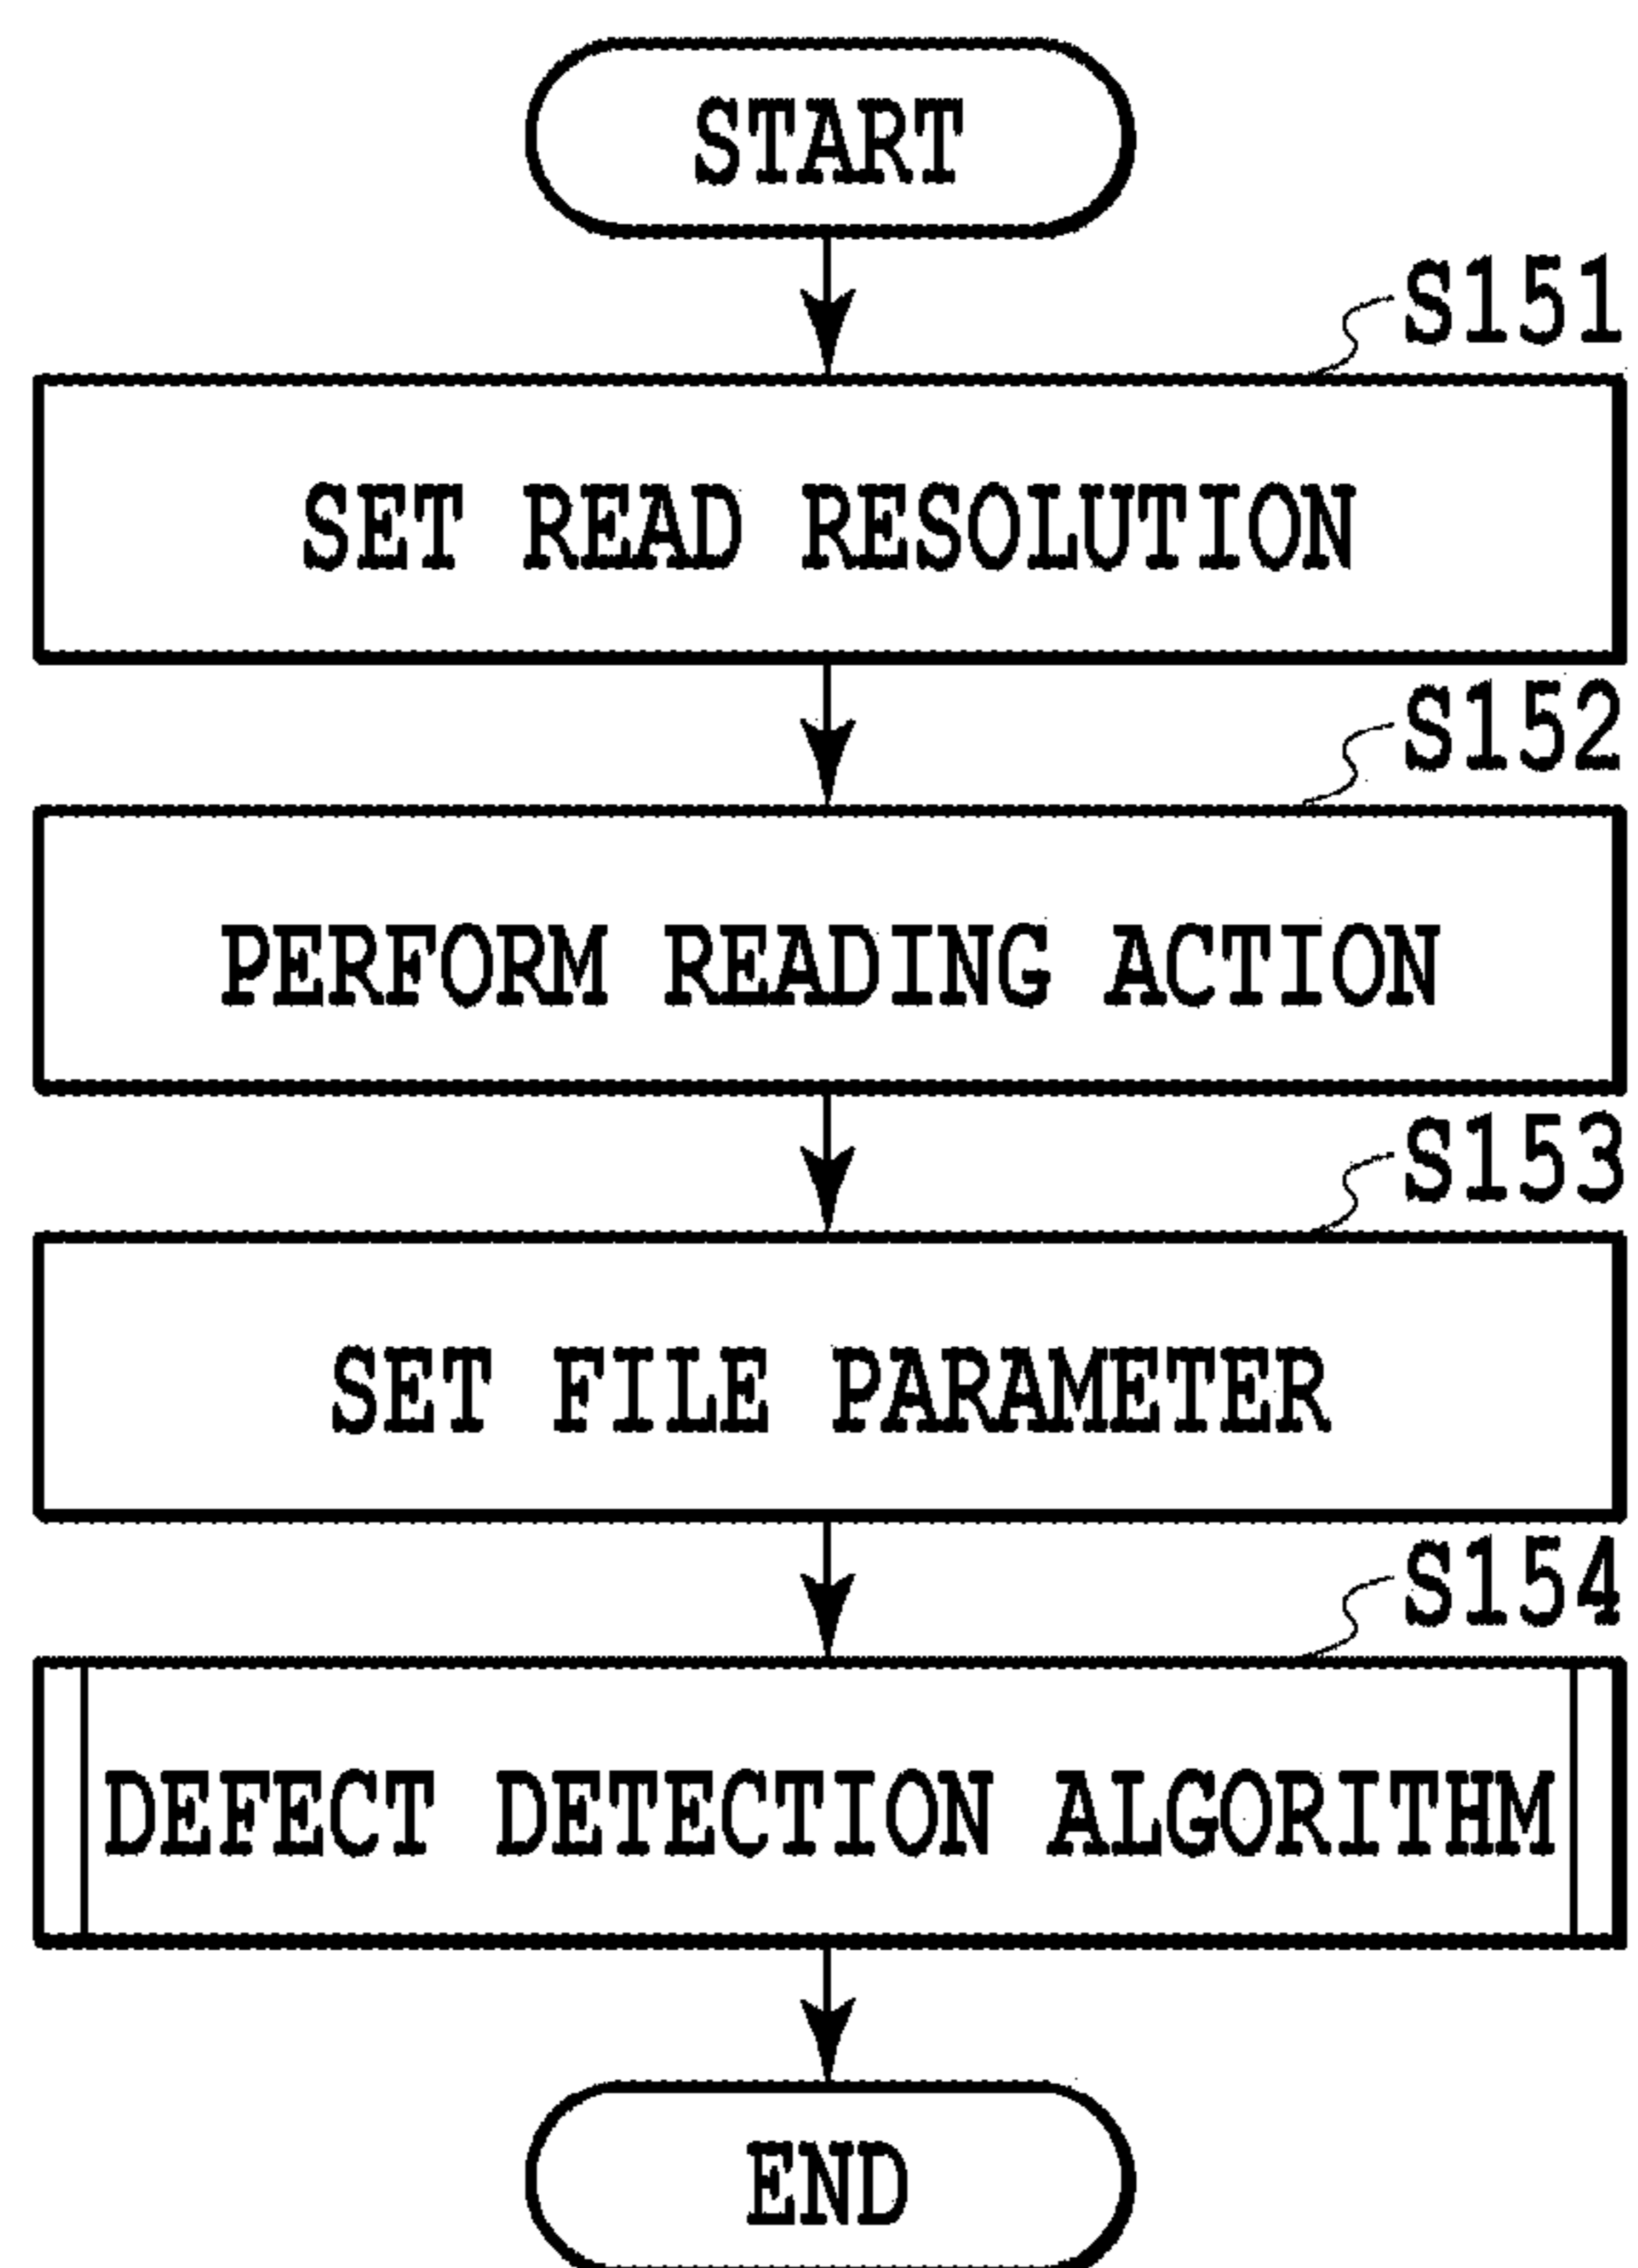 START
S151
SET READ RESOLUTION
S152
PERFORM READING ACTION
S153
SET FILE PARAMETER
S154
DEFECT DETECTION ALGORITHM
END